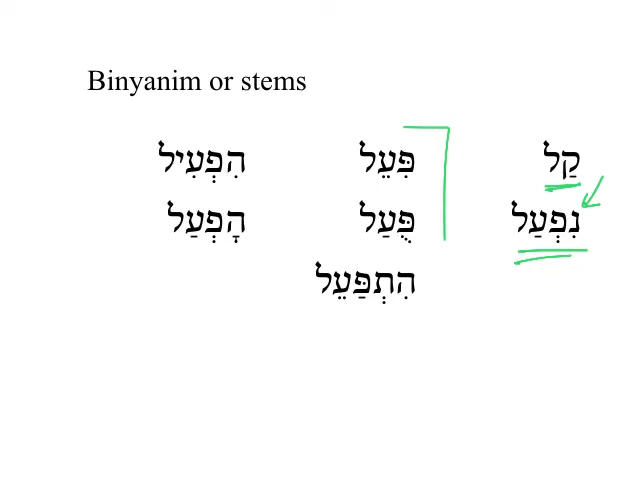 Binyanim or stems
קַל פִּעֵל הִפְעִיל
נִפְעַל פֻּעַל הָפְעַל
הִתְפַּעֵל